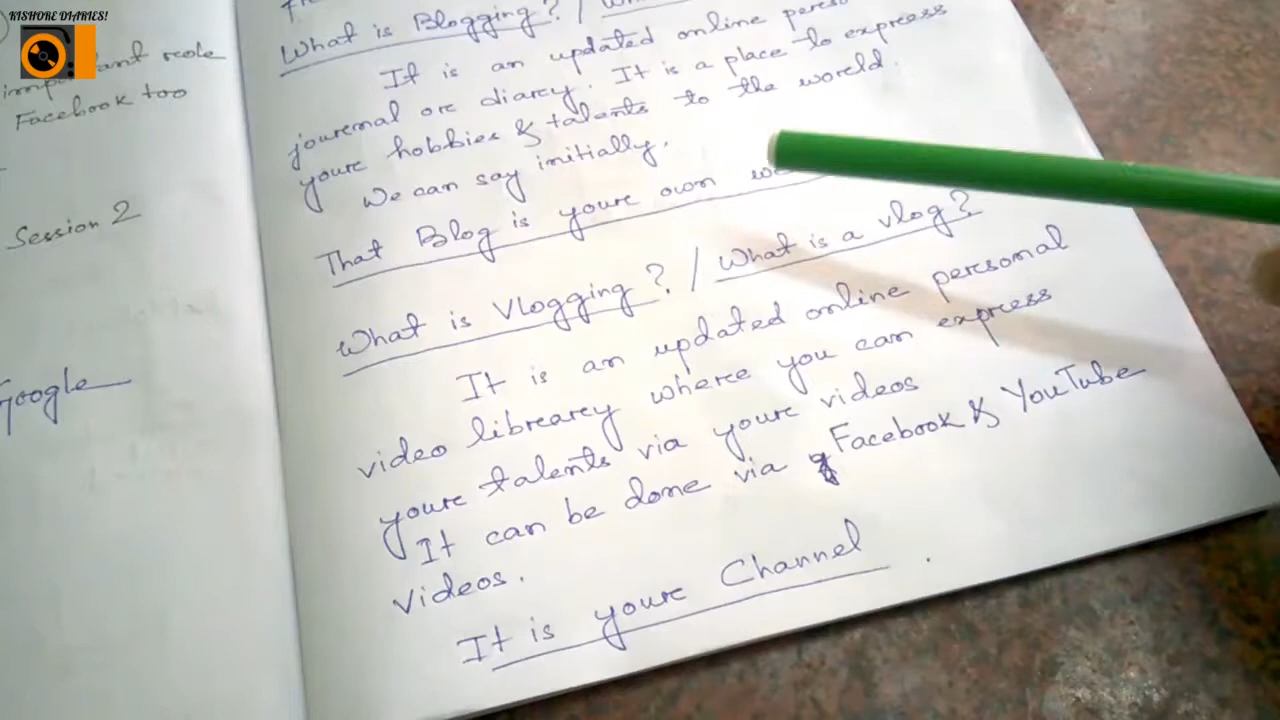 KISHORE DIARIES!
important role
Facebook too
Session 2
Google
What is Blogging? /
It is an updated online
journal or diary. It is a place to express
your hobbies & talents to the world.
We can say initially.
That Blog is your own
What is Vlogging? / What is a vlog?
It is an updated online personal
video library where you can express
your talents via your videos
It can be done via Facebook & YouTube
videos.
It is your Channel